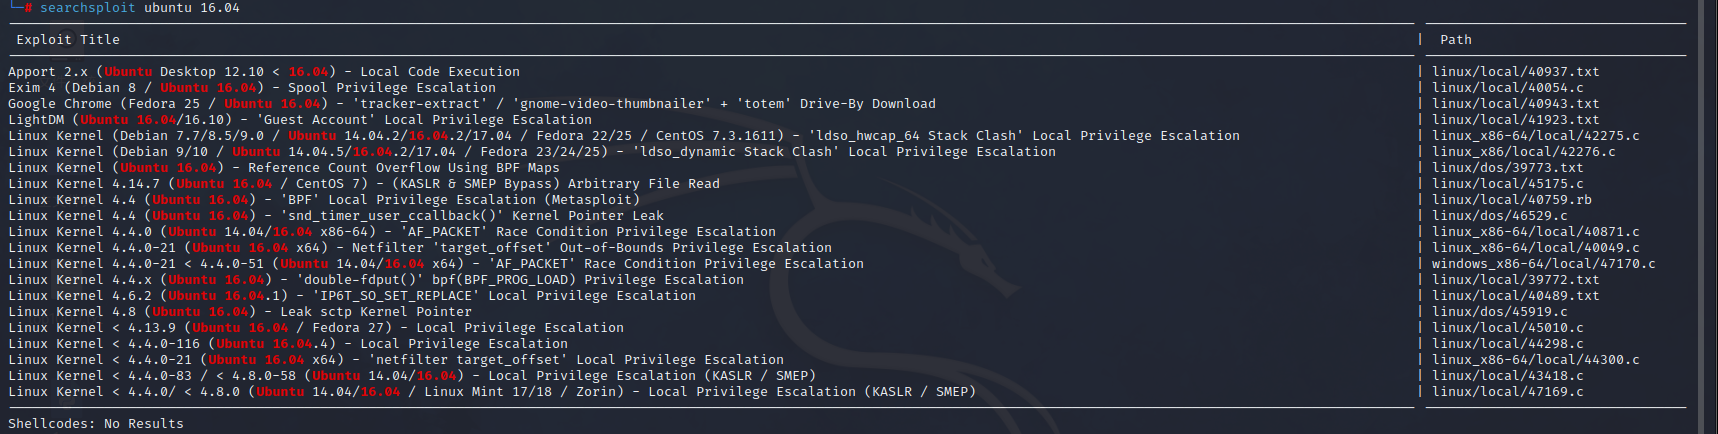 └─# searchsploit ubuntu 16.04
Exploit Title | Path
Apport 2.x (Ubuntu Desktop 12.10 < 16.04) - Local Code Execution | linux/local/40937.txt
Exim 4 (Debian 8 / Ubuntu 16.04) - Spool Privilege Escalation | linux/local/40054.c
Google Chrome (Fedora 25 / Ubuntu 16.04) - 'tracker-extract' / 'gnome-video-thumbnailer' + 'totem' Drive-By Download | linux/local/40943.txt
LightDM (Ubuntu 16.04/16.10) - 'Guest Account' Local Privilege Escalation | linux/local/41923.txt
Linux Kernel (Debian 7.7/8.5/9.0 / Ubuntu 14.04.2/16.04.2/17.04 / Fedora 22/25 / CentOS 7.3.1611) - 'ldso_hwcap_64 Stack Clash' Local Privilege Escalation | linux_x86-64/local/42275.c
Linux Kernel (Debian 9/10 / Ubuntu 14.04.5/16.04.2/17.04 / Fedora 23/24/25) - 'ldso_dynamic Stack Clash' Local Privilege Escalation | linux_x86/local/42276.c
Linux Kernel (Ubuntu 16.04) - Reference Count Overflow Using BPF Maps | linux/dos/39773.txt
Linux Kernel 4.14.7 (Ubuntu 16.04 / CentOS 7) - (KASLR & SMEP Bypass) Arbitrary File Read | linux/local/45175.c
Linux Kernel 4.4 (Ubuntu 16.04) - 'BPF' Local Privilege Escalation (Metasploit) | linux/local/40759.rb
Linux Kernel 4.4 (Ubuntu 16.04) - 'snd_timer_user_ccallback()' Kernel Pointer Leak | linux/dos/46529.c
Linux Kernel 4.4.0 (Ubuntu 14.04/16.04 x86-64) - 'AF_PACKET' Race Condition Privilege Escalation | linux_x86-64/local/40871.c
Linux Kernel 4.4.0-21 (Ubuntu 16.04 x64) - Netfilter 'target_offset' Out-of-Bounds Privilege Escalation | linux_x86-64/local/40049.c
Linux Kernel 4.4.0-21 < 4.4.0-51 (Ubuntu 14.04/16.04 x64) - 'AF_PACKET' Race Condition Privilege Escalation | windows_x86-64/local/47170.c
Linux Kernel 4.4.x (Ubuntu 16.04) - 'double-fdput()' bpf(BPF_PROG_LOAD) Privilege Escalation | linux/local/39772.txt
Linux Kernel 4.6.2 (Ubuntu 16.04.1) - 'IP6T_SO_SET_REPLACE' Local Privilege Escalation | linux/local/40489.txt
Linux Kernel 4.8 (Ubuntu 16.04) - Leak sctp Kernel Pointer | linux/dos/45919.c
Linux Kernel < 4.13.9 (Ubuntu 16.04 / Fedora 27) - Local Privilege Escalation | linux/local/45010.c
Linux Kernel < 4.4.0-116 (Ubuntu 16.04.4) - Local Privilege Escalation | linux/local/44298.c
Linux Kernel < 4.4.0-21 (Ubuntu 16.04 x64) - 'netfilter target_offset' Local Privilege Escalation | linux_x86-64/local/44300.c
Linux Kernel < 4.4.0-83 / < 4.8.0-58 (Ubuntu 14.04/16.04) - Local Privilege Escalation (KASLR / SMEP) | linux/local/43418.c
Linux Kernel < 4.4.0/ < 4.8.0 (Ubuntu 14.04/16.04 / Linux Mint 17/18 / Zorin) - Local Privilege Escalation (KASLR / SMEP) | linux/local/47169.c
Shellcodes: No Results